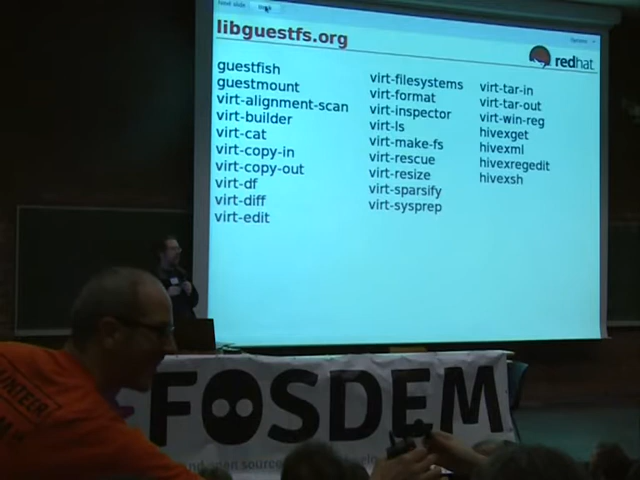 libguestfs.org
redhat
guestfish
guestmount
virt-alignment-scan
virt-builder
virt-cat
virt-copy-in
virt-copy-out
virt-df
virt-diff
virt-edit
virt-filesystems
virt-format
virt-inspector
virt-ls
virt-make-fs
virt-rescue
virt-resize
virt-sparsify
virt-sysprep
virt-tar-in
virt-tar-out
virt-win-reg
hivexget
hivexml
hivexregedit
hivexsh
FOSDEM